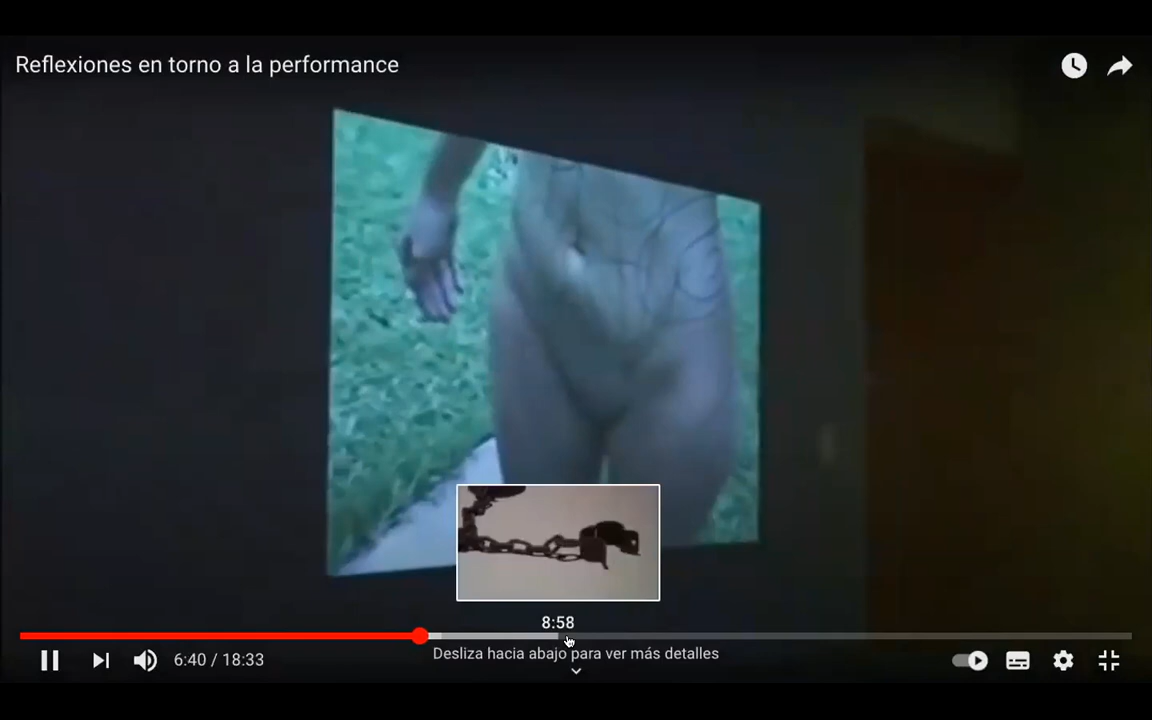 Reflexiones en torno a la performance
8:58
Desliza hacia abajo para ver más detalles
6:40 / 18:33